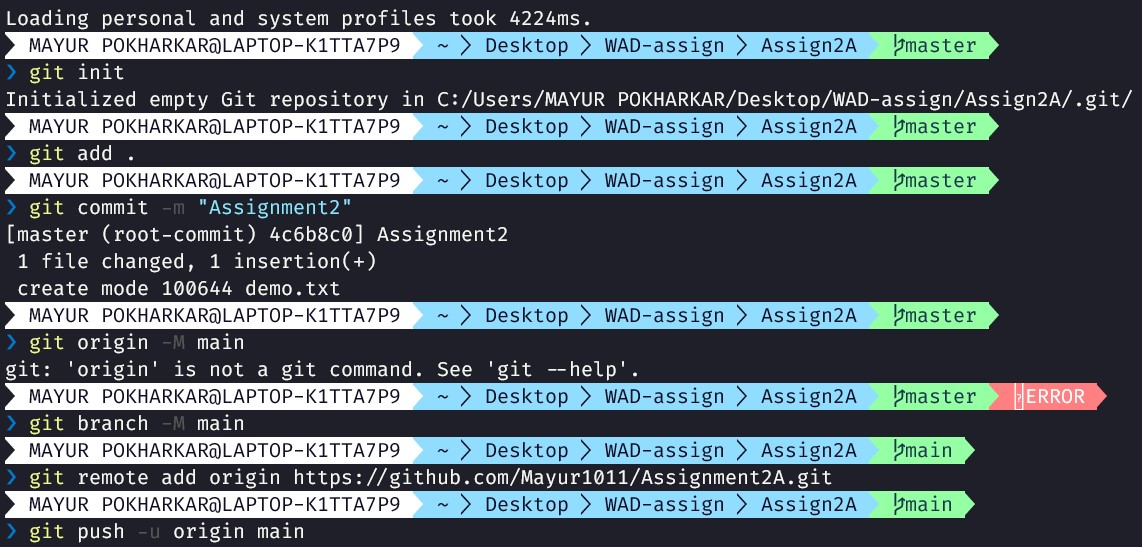 Loading personal and system profiles took 4224ms.
MAYUR POKHARKAR@LAPTOP-K1TTA7P9 ~ > Desktop > WAD-assign > Assign2A master
❯ git init
Initialized empty Git repository in C:/Users/MAYUR POKHARKAR/Desktop/WAD-assign/Assign2A/.git/
MAYUR POKHARKAR@LAPTOP-K1TTA7P9 ~ > Desktop > WAD-assign > Assign2A master
❯ git add .
MAYUR POKHARKAR@LAPTOP-K1TTA7P9 ~ > Desktop > WAD-assign > Assign2A master
❯ git commit -m "Assignment2"
[master (root-commit) 4c6b8c0] Assignment2
 1 file changed, 1 insertion(+)
 create mode 100644 demo.txt
MAYUR POKHARKAR@LAPTOP-K1TTA7P9 ~ > Desktop > WAD-assign > Assign2A master
❯ git origin -M main
git: 'origin' is not a git command. See 'git --help'.
MAYUR POKHARKAR@LAPTOP-K1TTA7P9 ~ > Desktop > WAD-assign > Assign2A master ERROR
❯ git branch -M main
MAYUR POKHARKAR@LAPTOP-K1TTA7P9 ~ > Desktop > WAD-assign > Assign2A main
❯ git remote add origin https://github.com/Mayur1011/Assignment2A.git
MAYUR POKHARKAR@LAPTOP-K1TTA7P9 ~ > Desktop > WAD-assign > Assign2A main
❯ git push -u origin main